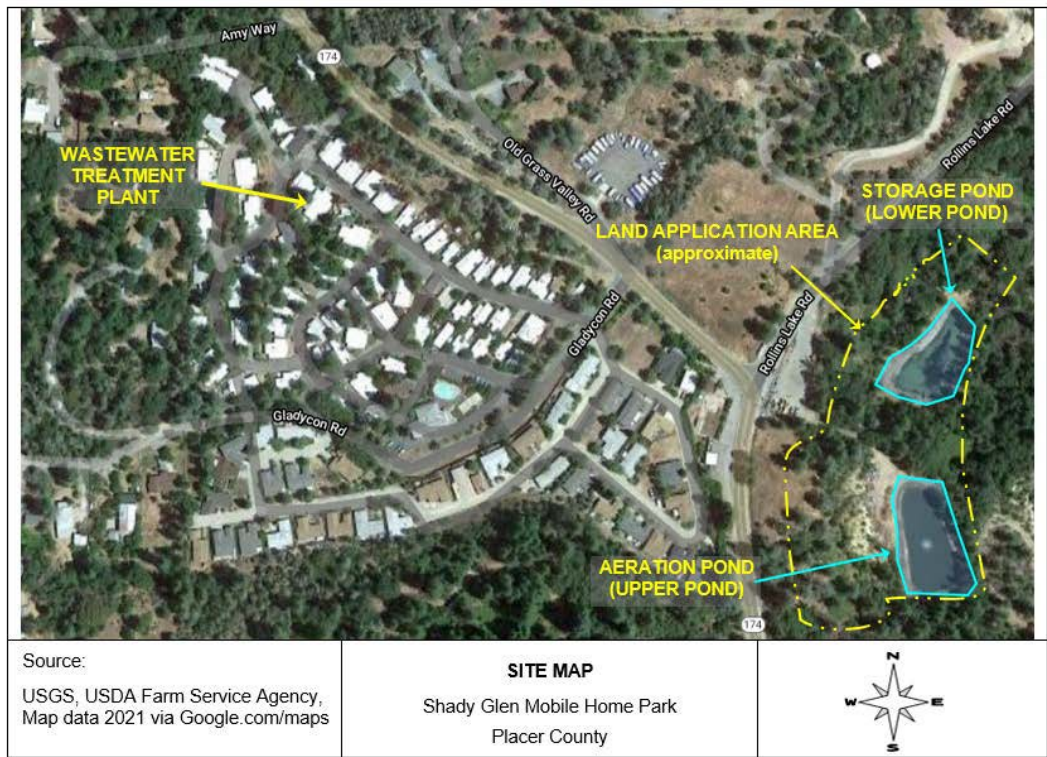 Amy Way
174
WASTEWATER
TREATMENT
PLANT
Old Grass Valley Rd
Rollins Lake Rd
STORAGE POND
(LOWER POND)
LAND APPLICATION AREA
(approximate)
Gladycon Rd
Rollins Lake Rd
Gladycon Rd
AERATION POND
(UPPER POND)
174
Source:
USGS, USDA Farm Service Agency,
Map data 2021 via Google.com/maps
SITE MAP
Shady Glen Mobile Home Park
Placer County
N
W
E
S